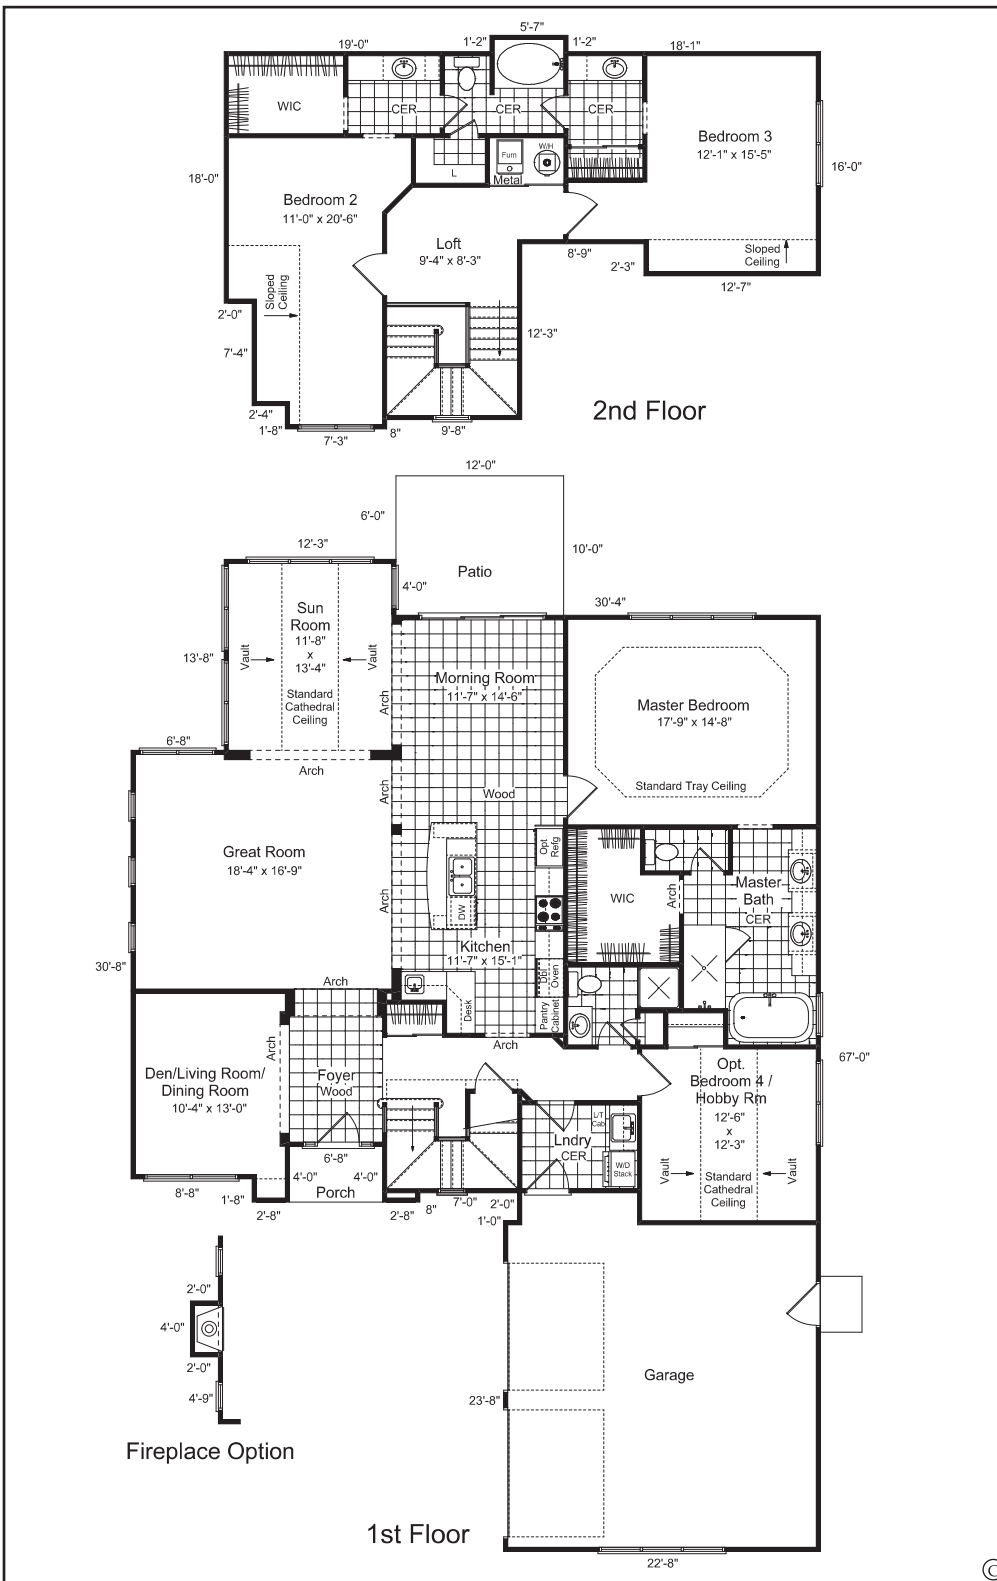 5'-7"
19'-0"
1'-2"
1'-2"
18'-1"
WIC
CER
CER
CER
Bedroom 3
12'-1" x 15'-5"
W/H
Furn
Metal
L
16'-0"
18'-0"
Bedroom 2
11'-0" x 20'-6"
Loft
9'-4" x 8'-3"
8'-9"
Sloped
Ceiling
2'-3"
12'-7"
Sloped
Ceiling
2'-0"
12'-3"
7'-4"
2'-4"
1'-8"
7'-3"
8"
9'-8"
2nd Floor
12'-0"
6'-0"
12'-3"
10'-0"
Patio
4'-0"
30'-4"
Sun
Room
11'-8"
x
13'-4"
Vault
Vault
13'-8"
Standard
Cathedral
Ceiling
Arch
Morning Room
11'-7" x 14'-6"
Master Bedroom
17'-9" x 14'-8"
6'-8"
Arch
Arch
Wood
Standard Tray Ceiling
Great Room
18'-4" x 16'-9"
Opt
Refg
Arch
DW
WIC
Arch
Master
Bath
CER
Kitchen
11'-7" x 15'-1"
30'-8"
Arch
Dbl
Oven
Desk
Pantry
Cabinet
Arch
Arch
67'-0"
Den/Living Room/
Dining Room
10'-4" x 13'-0"
Foyer
Wood
Opt.
Bedroom 4 /
Hobby Rm
12'-6"
x
12'-3"
L/T
Cab
Lndry
CER
W/D
Stack
6'-8"
4'-0"
4'-0"
Vault
Vault
Standard
Cathedral
Ceiling
8'-8"
1'-8"
Porch
2'-8"
2'-8"
8"
7'-0"
2'-0"
1'-0"
2'-0"
4'-0"
2'-0"
4'-9"
Garage
23'-8"
Fireplace Option
1st Floor
22'-8"
©